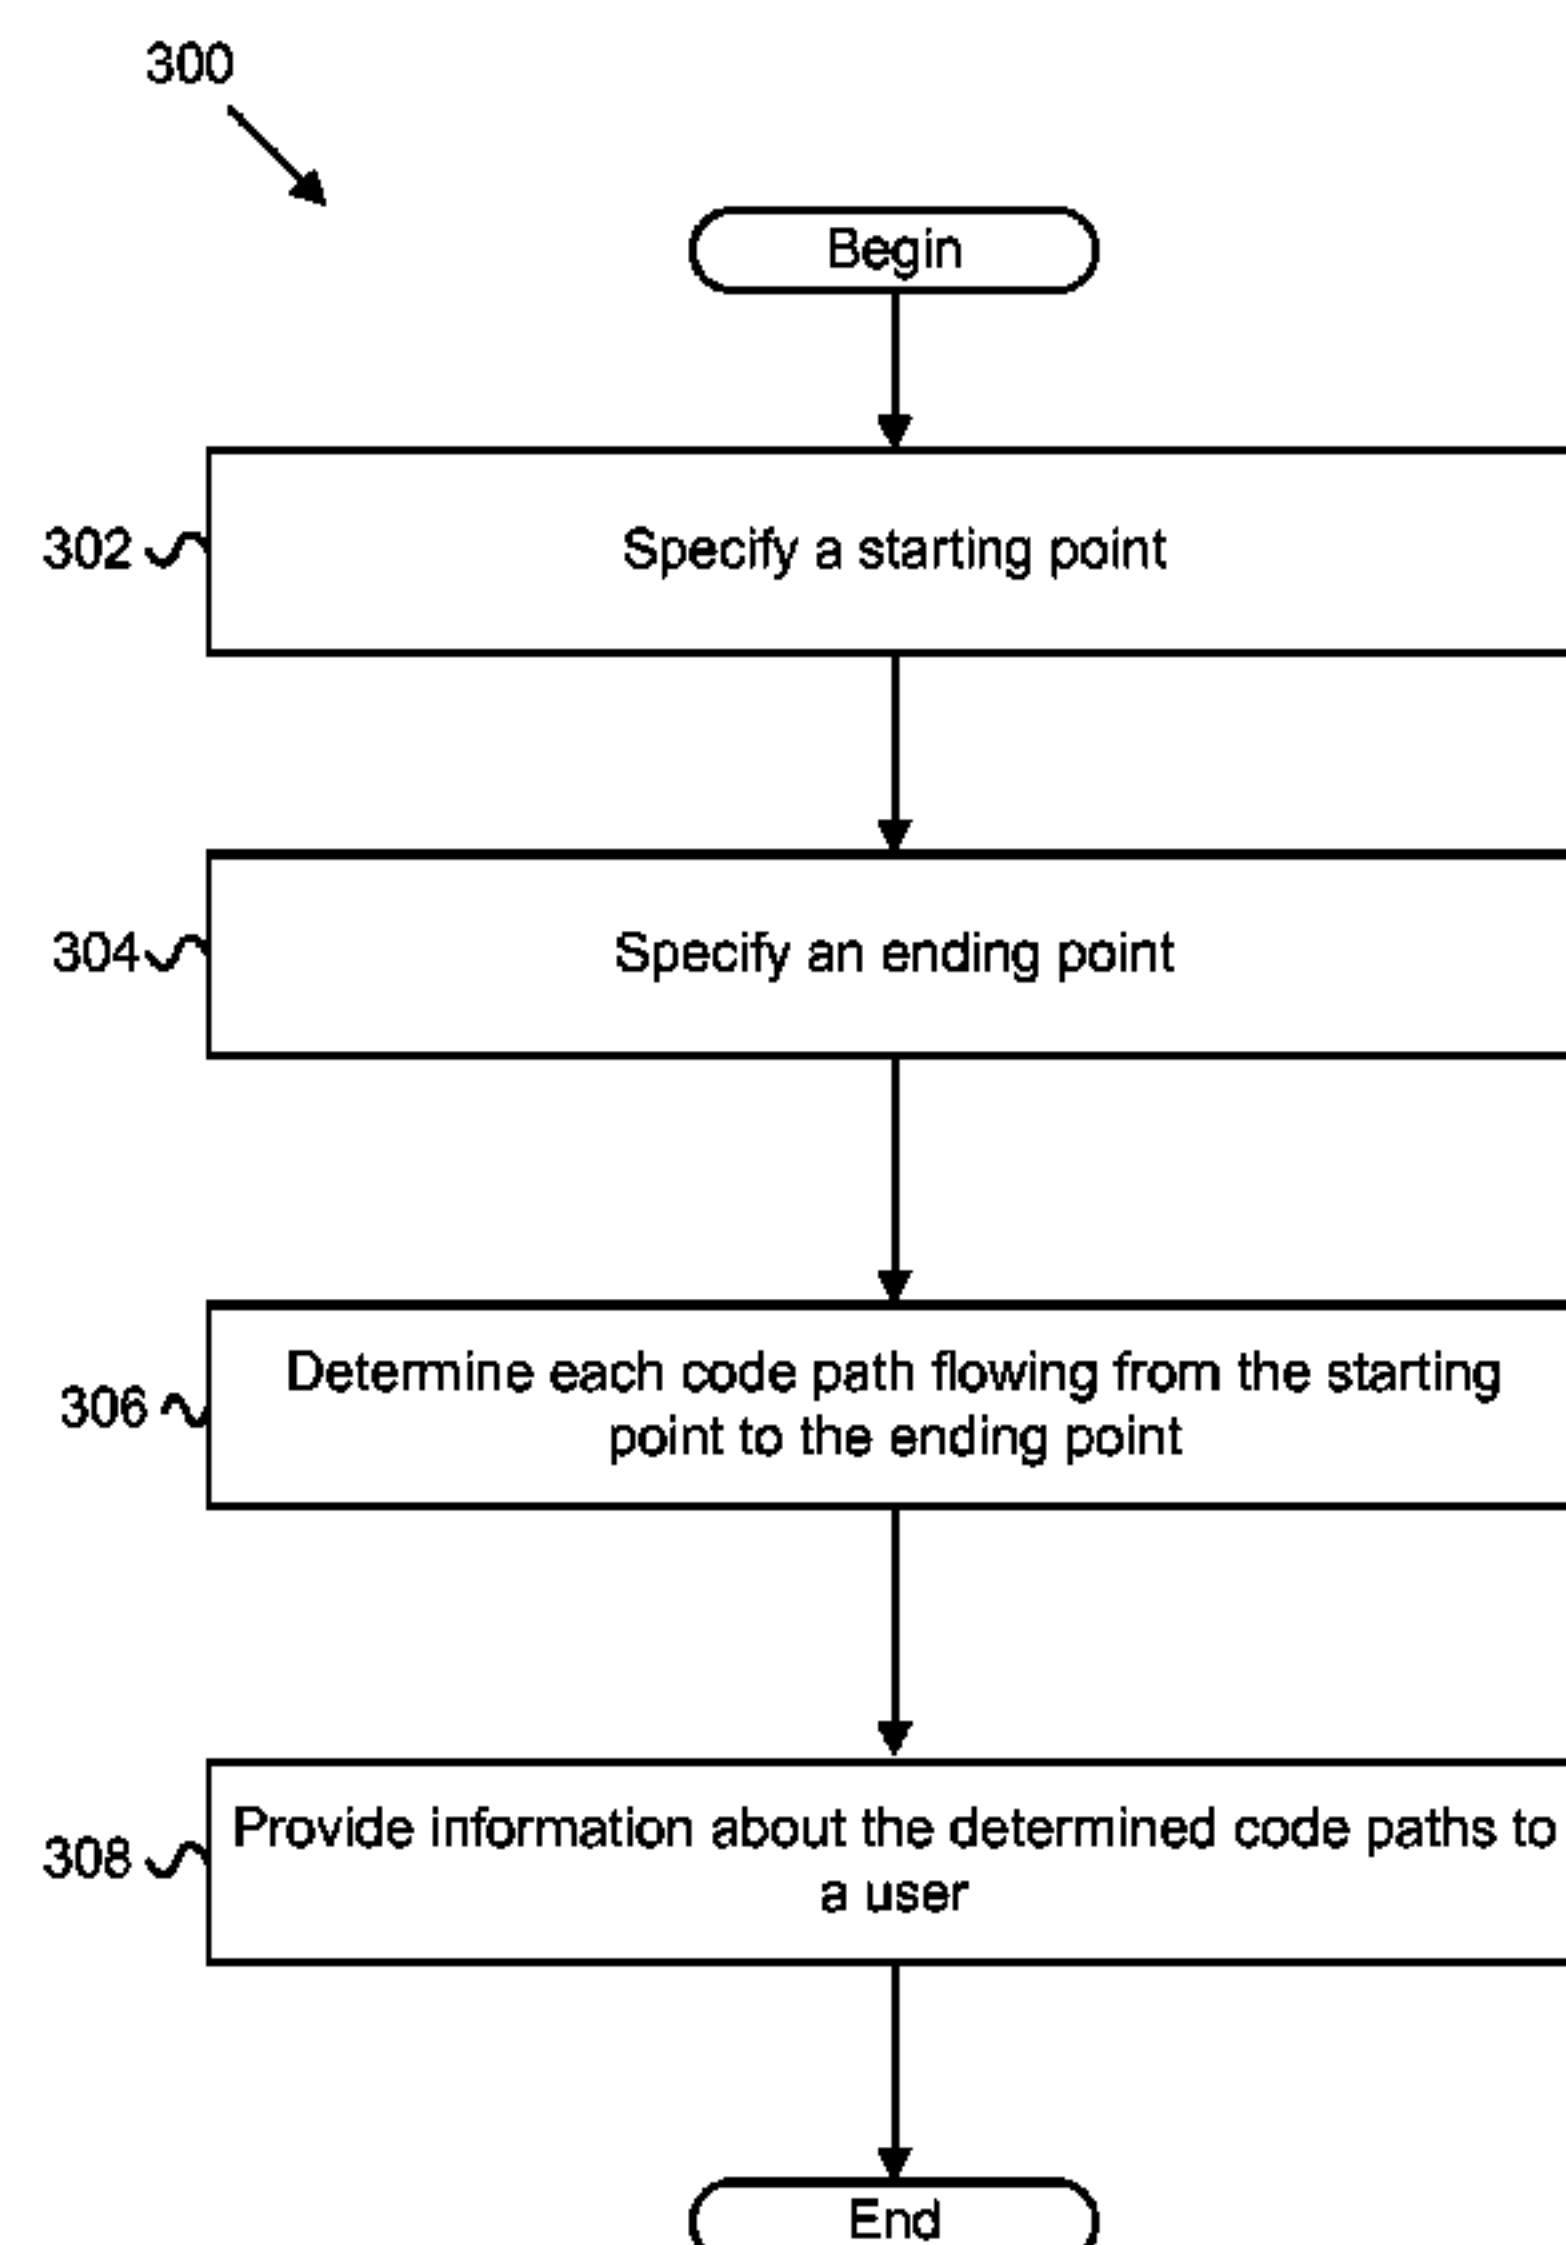 300
Begin
302
Specify a starting point
304
Specify an ending point
306
Determine each code path flowing from the starting
point to the ending point
308
Provide information about the determined code paths to
a user
End